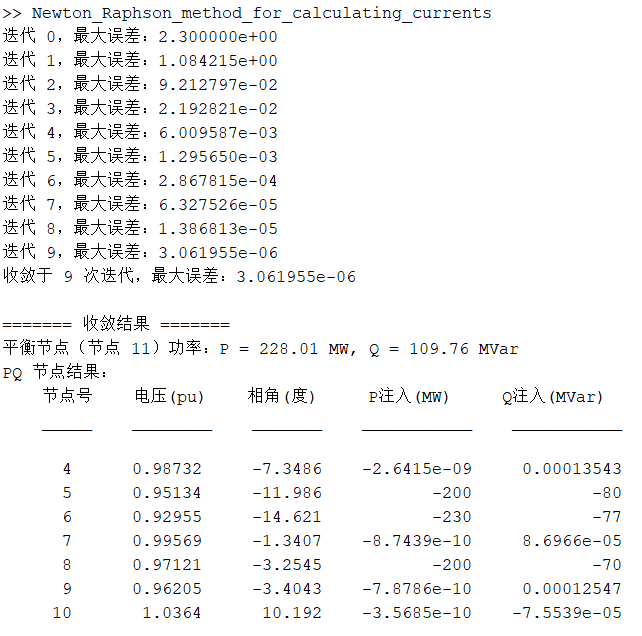 >> Newton_Raphson_method_for_calculating_currents
迭代 0，最大误差：2.300000e+00
迭代 1，最大误差：1.084215e+00
迭代 2，最大误差：9.212797e-02
迭代 3，最大误差：2.192821e-02
迭代 4，最大误差：6.009587e-03
迭代 5，最大误差：1.295650e-03
迭代 6，最大误差：2.867815e-04
迭代 7，最大误差：6.327526e-05
迭代 8，最大误差：1.386813e-05
迭代 9，最大误差：3.061955e-06
收敛于 9 次迭代，最大误差：3.061955e-06
======= 收敛结果 =======
平衡节点（节点 11）功率：P = 228.01 MW, Q = 109.76 MVar
PQ 节点结果：
节点号 电压(pu) 相角(度) P注入(MW) Q注入(MVar)
4 0.98732 -7.3486 -2.6415e-09 0.00013543
5 0.95134 -11.986 -200 -80
6 0.92955 -14.621 -230 -77
7 0.99569 -1.3407 -8.7439e-10 8.6966e-05
8 0.97121 -3.2545 -200 -70
9 0.96205 -3.4043 -7.8786e-10 0.00012547
10 1.0364 10.192 -3.5685e-10 -7.5539e-05